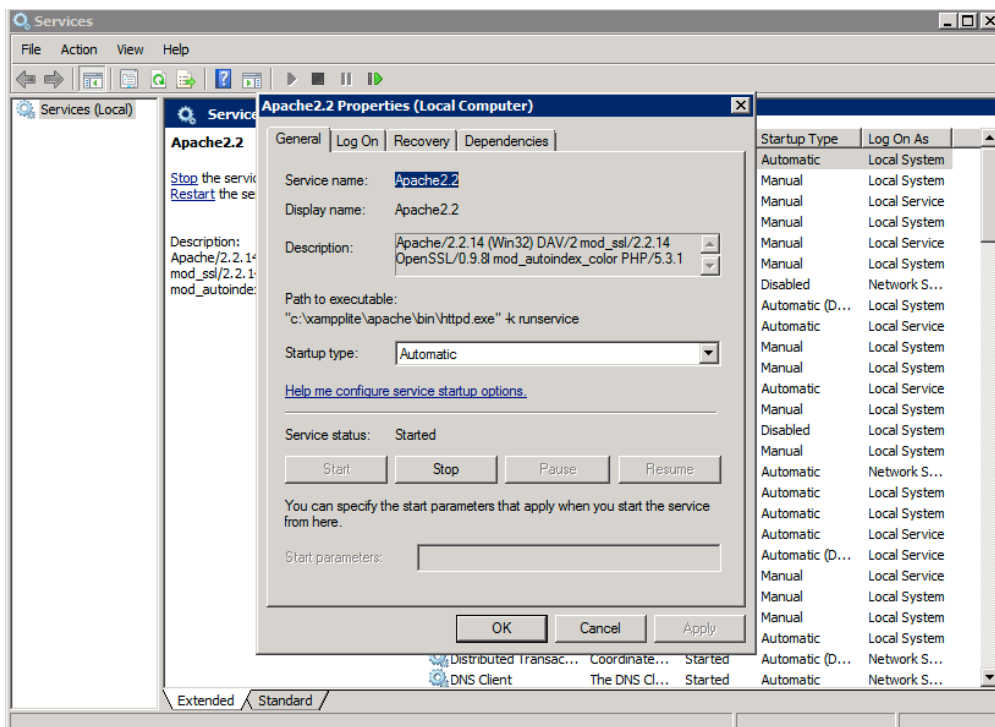 Services
File Action View Help
Services (Local)
Service
Apache2.2
Stop the servic
Restart the se
Description:
Apache/2.2.14
mod_ssl/2.2.1
mod_autoinde
Apache2.2 Properties (Local Computer)
General Log On Recovery Dependencies
Service name: Apache2.2
Display name: Apache2.2
Description: Apache/2.2.14 (Win32) DAV/2 mod_ssl/2.2.14
OpenSSL/0.9.8l mod_autoindex_color PHP/5.3.1
Path to executable:
"c:\xampplite\apache\bin\httpd.exe" -k runservice
Startup type: Automatic
Help me configure service startup options.
Service status: Started
Start Stop Pause Resume
You can specify the start parameters that apply when you start the service
from here.
Start parameters:
OK Cancel Apply
Startup Type Log On As
Automatic Local System
Manual Local System
Manual Local Service
Manual Local System
Manual Local Service
Manual Local System
Disabled Network S...
Automatic (D... Local System
Automatic Local Service
Manual Local System
Manual Local System
Automatic Local Service
Manual Local System
Disabled Local System
Manual Local System
Automatic Network S...
Automatic Local System
Automatic Local System
Automatic Local Service
Automatic (D... Local Service
Manual Local Service
Manual Local System
Manual Local System
Automatic Local System
Distributed Transac... Coordinate... Started Automatic (D... Network S...
DNS Client The DNS Cl... Started Automatic Network S...
Extended Standard